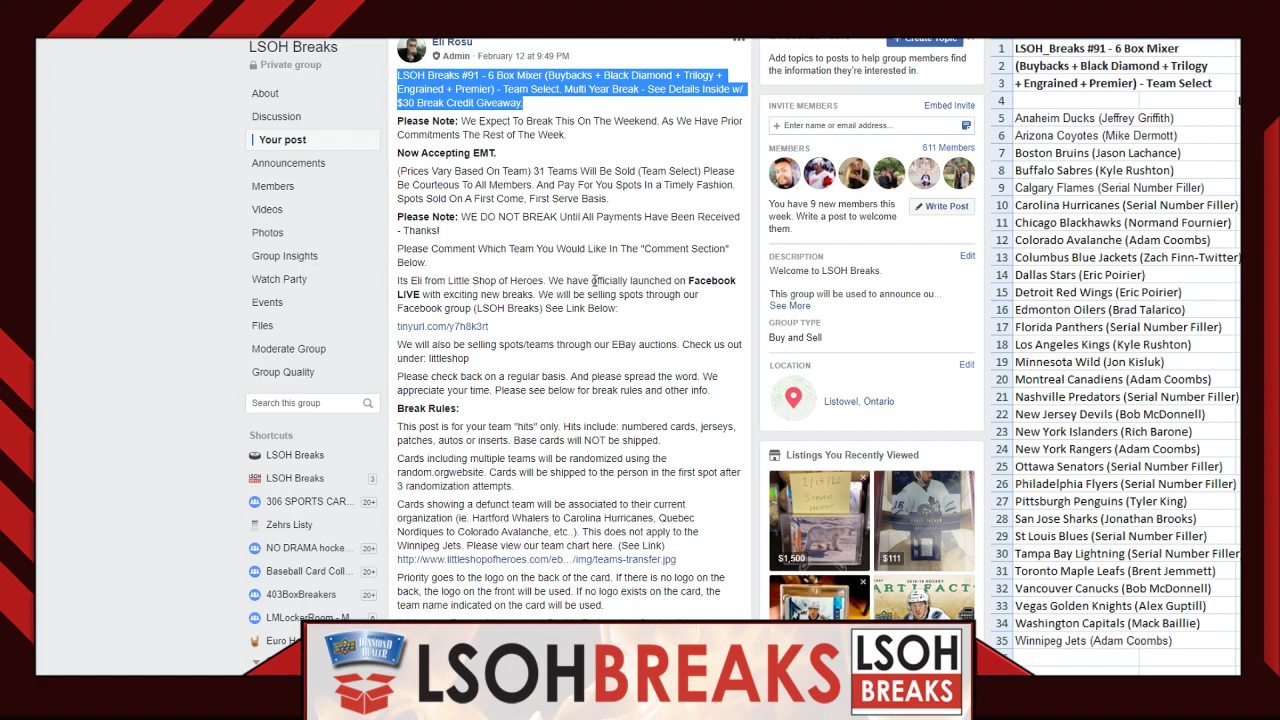 LSOH Breaks
Private group
About
Discussion
Your post
Announcements
Members
Videos
Photos
Group Insights
Watch Party
Events
Files
Moderate Group
Group Quality
Search this group
Shortcuts
LSOH Breaks
LSOH Breaks 3
306 SPORTS CAR... 20+
Zehrs Listy
NO DRAMA hocke... 20+
Baseball Card Coll... 20+
403BoxBreakers 20+
LMLockerRoom - M...
Euro H
Eli Rosu
Admin · February 12 at 9:49 PM
LSOH Breaks #91 - 6 Box Mixer (Buybacks + Black Diamond + Trilogy +
Engrained + Premier) - Team Select. Multi Year Break - See Details Inside w/
$30 Break Credit Giveaway.
Please Note: We Expect To Break This On The Weekend. As We Have Prior
Commitments The Rest of The Week.
Now Accepting EMT.
(Prices Vary Based On Team) 31 Teams Will Be Sold (Team Select) Please
Be Courteous To All Members. And Pay For You Spots In a Timely Fashion.
Spots Sold On A First Come, First Serve Basis.
Please Note: WE DO NOT BREAK Until All Payments Have Been Received
- Thanks!
Please Comment Which Team You Would Like In The "Comment Section"
Below.
Its Eli from Little Shop of Heroes. We have officially launched on Facebook
LIVE with exciting new breaks. We will be selling spots through our
Facebook group (LSOH Breaks) See Link Below:
tinyurl.com/y7h8k3rt
We will also be selling spots/teams through our EBay auctions. Check us out
under: littleshop
Please check back on a regular basis. And please spread the word. We
appreciate your time. Please see below for break rules and other info.
Break Rules:
This post is for your team "hits" only. Hits include: numbered cards, jerseys,
patches, autos or inserts. Base cards will NOT be shipped.
Cards including multiple teams will be randomized using the
random.orgwebsite. Cards will be shipped to the person in the first spot after
3 randomization attempts.
Cards showing a defunct team will be associated to their current
organization (ie. Hartford Whalers to Carolina Hurricanes, Quebec
Nordiques to Colorado Avalanche, etc..). This does not apply to the
Winnipeg Jets. Please view our team chart here. (See Link)
http://www.littleshopofheroes.com/eb…/img/teams-transfer.jpg
Priority goes to the logo on the back of the card. If there is no logo on the
back, the logo on the front will be used. If no logo exists on the card, the
team name indicated on the card will be used.
+ Create Topic
Add topics to posts to help group members find
the information they're interested in.
INVITE MEMBERS Embed Invite
+ Enter name or email address...
MEMBERS 611 Members
You have 9 new members this
week. Write a post to welcome
them.
Write Post
DESCRIPTION Edit
Welcome to LSOH Breaks.
This group will be used to announce ou...
See More
GROUP TYPE
Buy and Sell
LOCATION Edit
Listowel, Ontario
Listings You Recently Viewed
2/13/20
$1,500
$111
ARTIFACTS
1 LSOH_Breaks #91 - 6 Box Mixer
2 (Buybacks + Black Diamond + Trilogy
3 + Engrained + Premier) - Team Select
4
5 Anaheim Ducks (Jeffrey Griffith)
6 Arizona Coyotes (Mike Dermott)
7 Boston Bruins (Jason Lachance)
8 Buffalo Sabres (Kyle Rushton)
9 Calgary Flames (Serial Number Filler)
10 Carolina Hurricanes (Serial Number Filler)
11 Chicago Blackhawks (Normand Fournier)
12 Colorado Avalanche (Adam Coombs)
13 Columbus Blue Jackets (Zach Finn-Twitter)
14 Dallas Stars (Eric Poirier)
15 Detroit Red Wings (Eric Poirier)
16 Edmonton Oilers (Brad Talarico)
17 Florida Panthers (Serial Number Filler)
18 Los Angeles Kings (Kyle Rushton)
19 Minnesota Wild (Jon Kisluk)
20 Montreal Canadiens (Adam Coombs)
21 Nashville Predators (Serial Number Filler)
22 New Jersey Devils (Bob McDonnell)
23 New York Islanders (Rich Barone)
24 New York Rangers (Adam Coombs)
25 Ottawa Senators (Serial Number Filler)
26 Philadelphia Flyers (Serial Number Filler)
27 Pittsburgh Penguins (Tyler King)
28 San Jose Sharks (Jonathan Brooks)
29 St Louis Blues (Serial Number Filler)
30 Tampa Bay Lightning (Serial Number Filler)
31 Toronto Maple Leafs (Brent Jemmett)
32 Vancouver Canucks (Bob McDonnell)
33 Vegas Golden Knights (Alex Guptill)
34 Washington Capitals (Mack Baillie)
35 Winnipeg Jets (Adam Coombs)
DIAMOND DEALER
LSOHBREAKS
LSOH
BREAKS